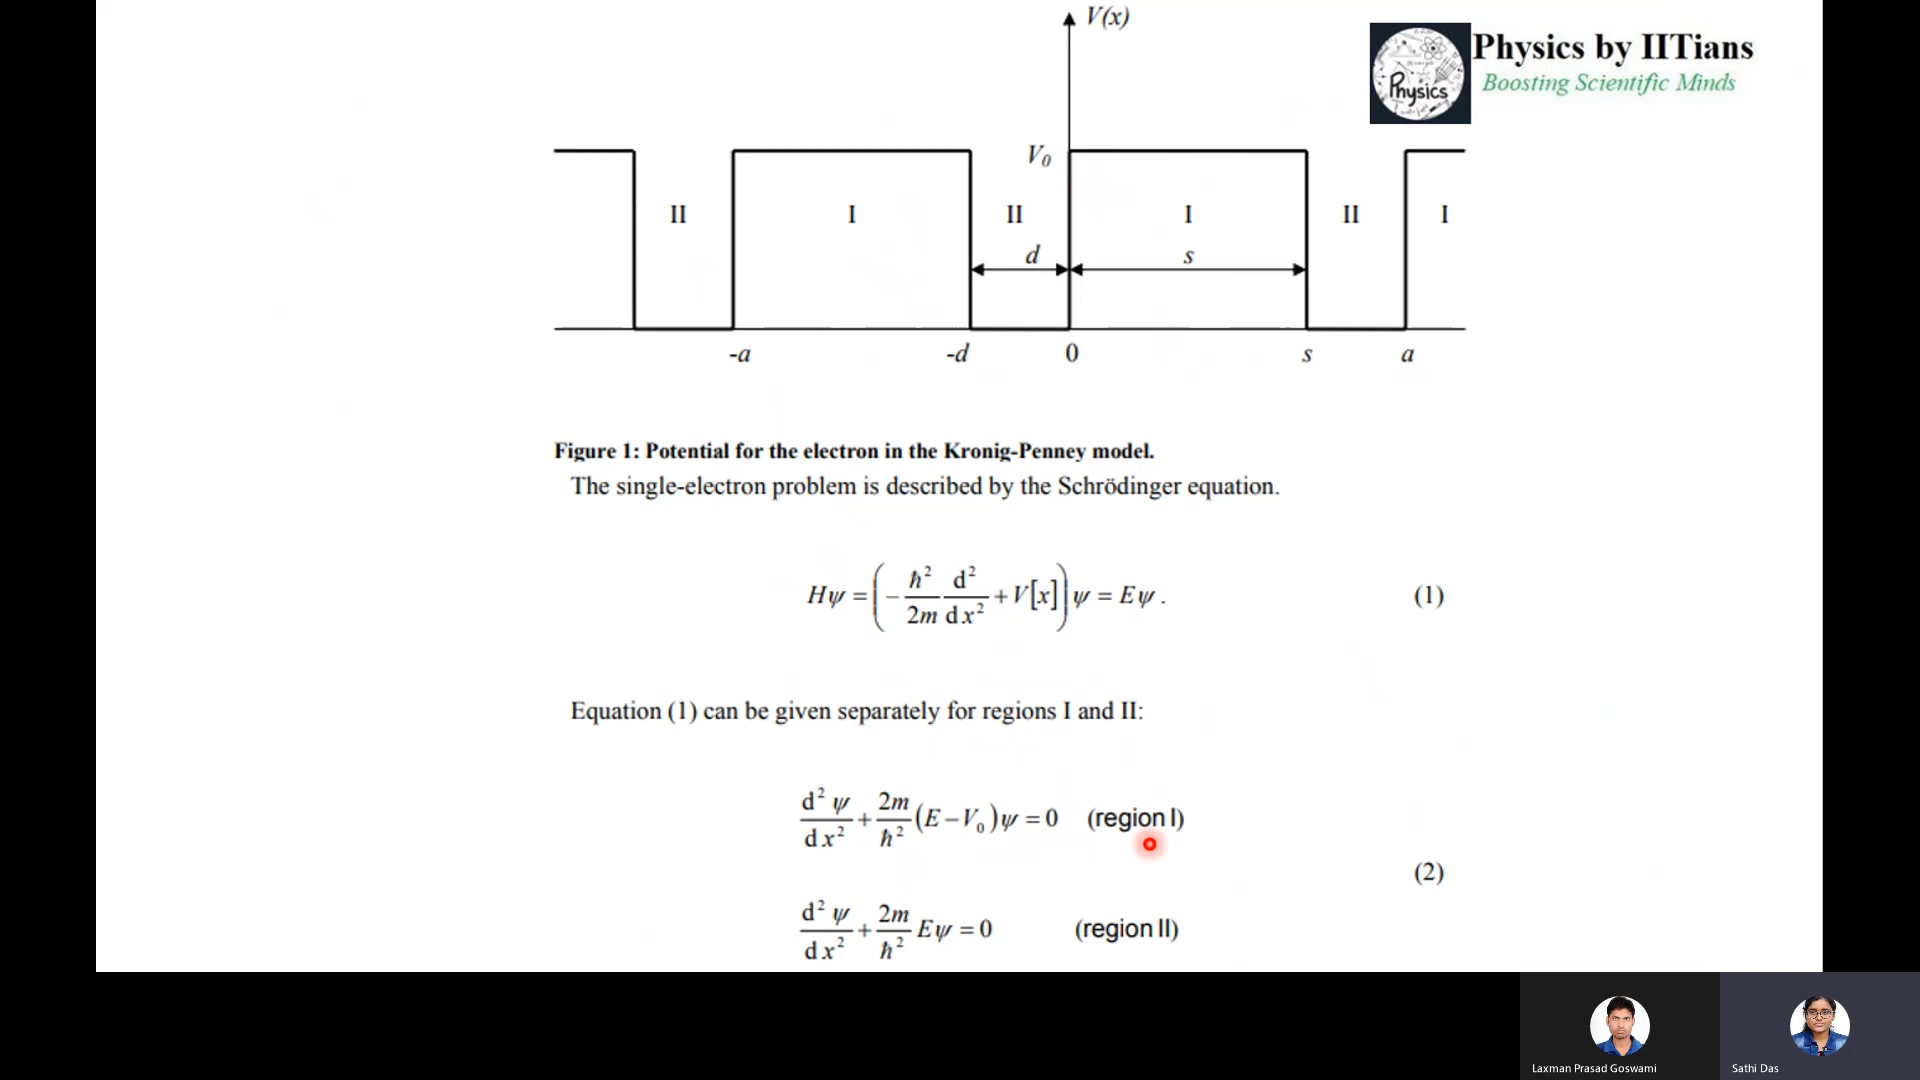 V(x)
Physics by IITians
Boosting Scientific Minds
Physics
V₀
II I II I II I
d s
-a -d 0 s a
Figure 1: Potential for the electron in the Kronig-Penney model.
The single-electron problem is described by the Schrödinger equation.
Hψ = ( − ħ²/2m d²/dx² + V[x] ) ψ = Eψ . (1)
Equation (1) can be given separately for regions I and II:
d²ψ/dx² + 2m/ħ² (E − V₀)ψ = 0 (region I)
(2)
d²ψ/dx² + 2m/ħ² Eψ = 0 (region II)
Laxman Prasad Goswami Sathi Das